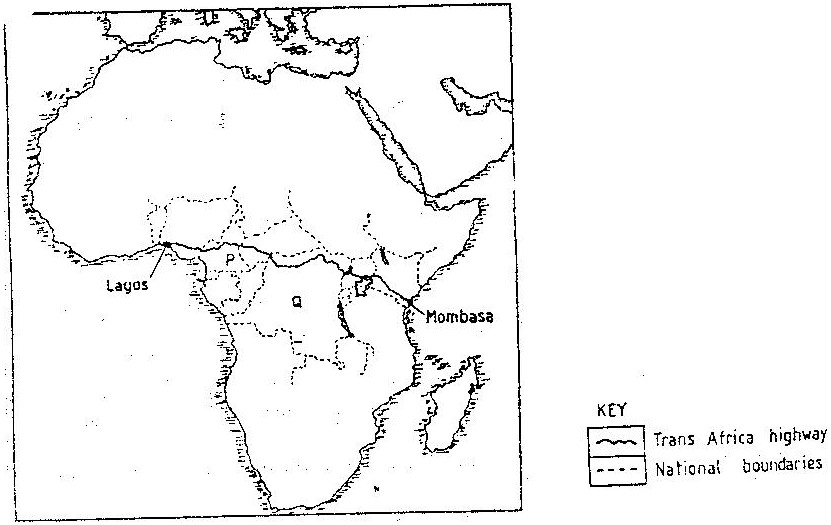 P
Lagos
Q
Mombasa
KEY
Trans Africa highway
National boundaries